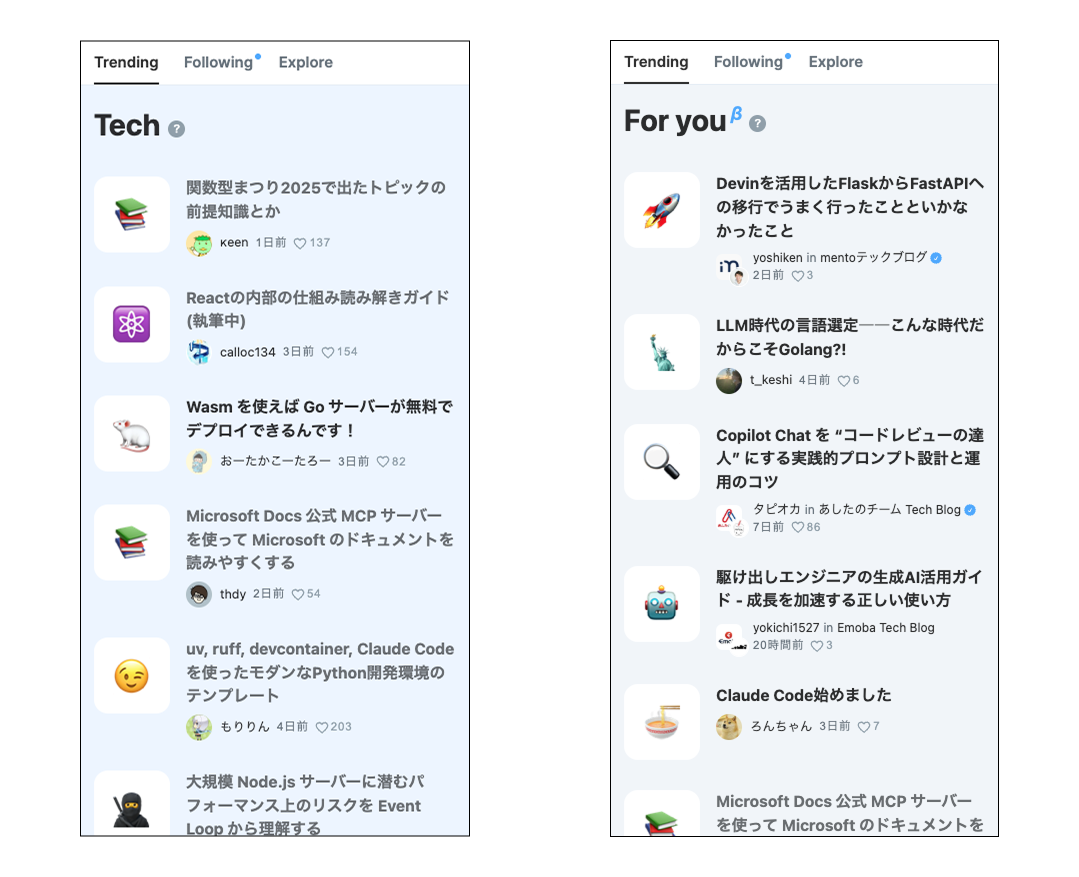 Trending Following Explore
Tech ?
関数型まつり2025で出たトピックの
前提知識とか
κeen 1日前 137
Reactの内部の仕組み読み解きガイド
(執筆中)
calloc134 3日前 154
Wasm を使えば Go サーバーが無料で
デプロイできるんです！
おーたかこーたろー 3日前 82
Microsoft Docs 公式 MCP サーバー
を使って Microsoft のドキュメントを
読みやすくする
thdy 2日前 54
uv, ruff, devcontainer, Claude Code
を使ったモダンなPython開発環境の
テンプレート
もりりん 4日前 203
大規模 Node.js サーバーに潜むパ
フォーマンス上のリスクを Event
Loop から理解する
Trending Following Explore
For you β ?
Devinを活用したFlaskからFastAPIへ
の移行でうまく行ったことといかな
かったこと
yoshiken in mentoテックブログ
2日前 3
LLM時代の言語選定──こんな時代だ
からこそGolang?!
t_keshi 4日前 6
Copilot Chat を “コードレビューの達
人” にする実践的プロンプト設計と運
用のコツ
タピオカ in あしたのチーム Tech Blog
7日前 86
駆け出しエンジニアの生成AI活用ガイ
ド - 成長を加速する正しい使い方
yokichi1527 in Emoba Tech Blog
20時間前 3
Claude Code始めました
ろんちゃん 3日前 7
Microsoft Docs 公式 MCP サーバー
を使って Microsoft のドキュメントを